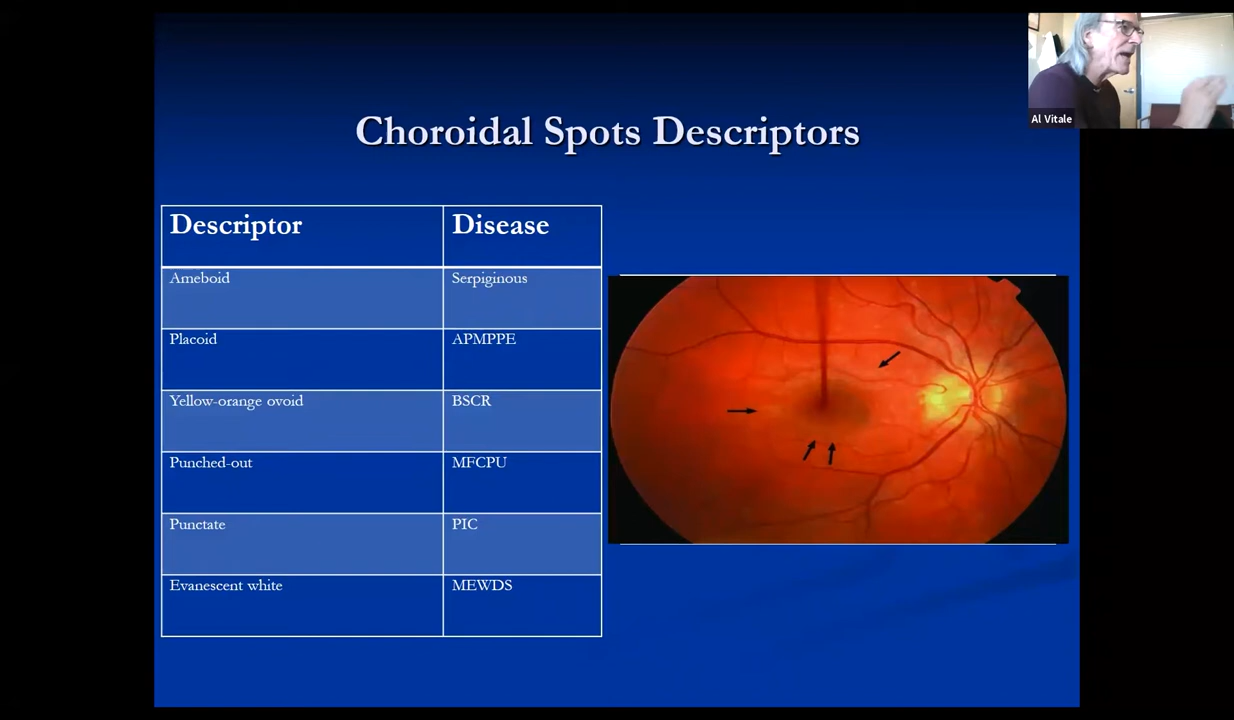 Al Vitale
Choroidal Spots Descriptors
Descriptor Disease
Ameboid Serpiginous
Placoid APMPPE
Yellow-orange ovoid BSCR
Punched-out MFCPU
Punctate PIC
Evanescent white MEWDS